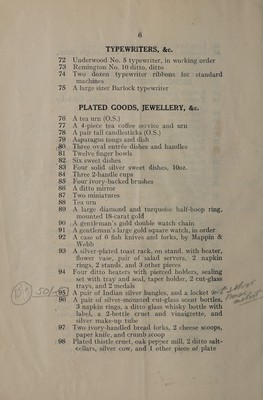 6
TYPEWRITERS, &c.
72 Underwood No. 5 typewriter, in working order
73 Remington No. 10 ditto, ditto
74 Two dozen typewriter ribbons for standard
machines
75 A large sizer Barlock typewriter
PLATED GOODS, JEWELLERY, &c.
76 A tea urn (O.S.)
77 A 4-piece tea coffee service and urn
78 A pair tall candlesticks (O.S.)
79 Asparagus tongs and dish
80 Three oval entrée dishes and handles
81 Twelve finger bowls
82 Six sweet dishes
83 Four solid silver sweet dishes, 10oz.
84 Three 2-handle cups
85 Four ivory-backed brushes
86 A ditto mirror
87 Two miniatures
88 Tea urn
89 A large diamond and turquoise half-hoop ring,
mounted 18-carat gold
90 A gentleman's gold double watch chain
91 A gentleman's large gold square watch, in order
92 A case of 6 fish knives and forks, by Mappin &
Webb
93 A silver-plated toast rack, on stand, with heater,
flower vase, pair of salad servers, 2 napkin
rings, 2 stands, and 3 other pieces
94 Four ditto beaters with pierced holders, sealing
set with tray and seal, taper holder, 2 cut-glass
trays, and 2 medals
95 A pair of Indian silver bangles, and a locket
96 A pair of silver-mounted cut-glass scent bottles,
3 napkin rings, a ditto whisky bottle with
label, a 2-bottle cruet and vinaigrette, and
silver make-up tube
97 Two ivory-handled bread forks, 2 cheese scoops,
paper knife, and crumb scoop
98 Plated thistle cruet, oak pepper mill, 2 ditto salt-
cellars, silver cow, and 1 other piece of plate
50/-